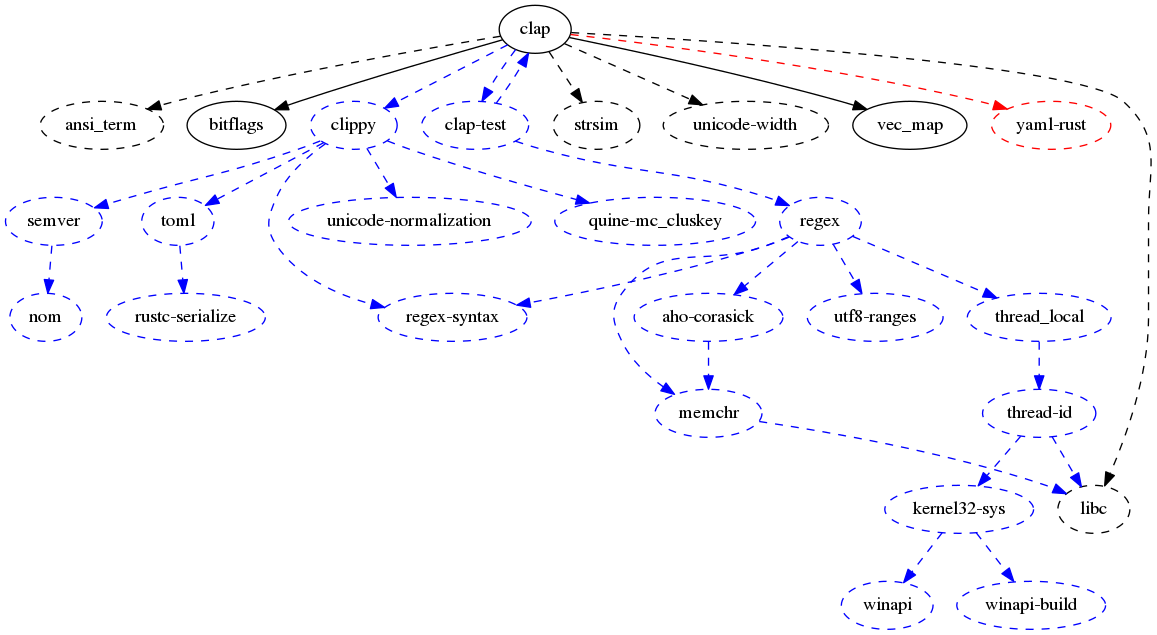 clap
ansi_term
bitflags
clippy
clap-test
strsim
unicode-width
vec_map
yaml-rust
semver
toml
unicode-normalization
quine-mc_cluskey
regex
nom
rustc-serialize
regex-syntax
aho-corasick
utf8-ranges
thread_local
memchr
thread-id
kernel32-sys
libc
winapi
winapi-build